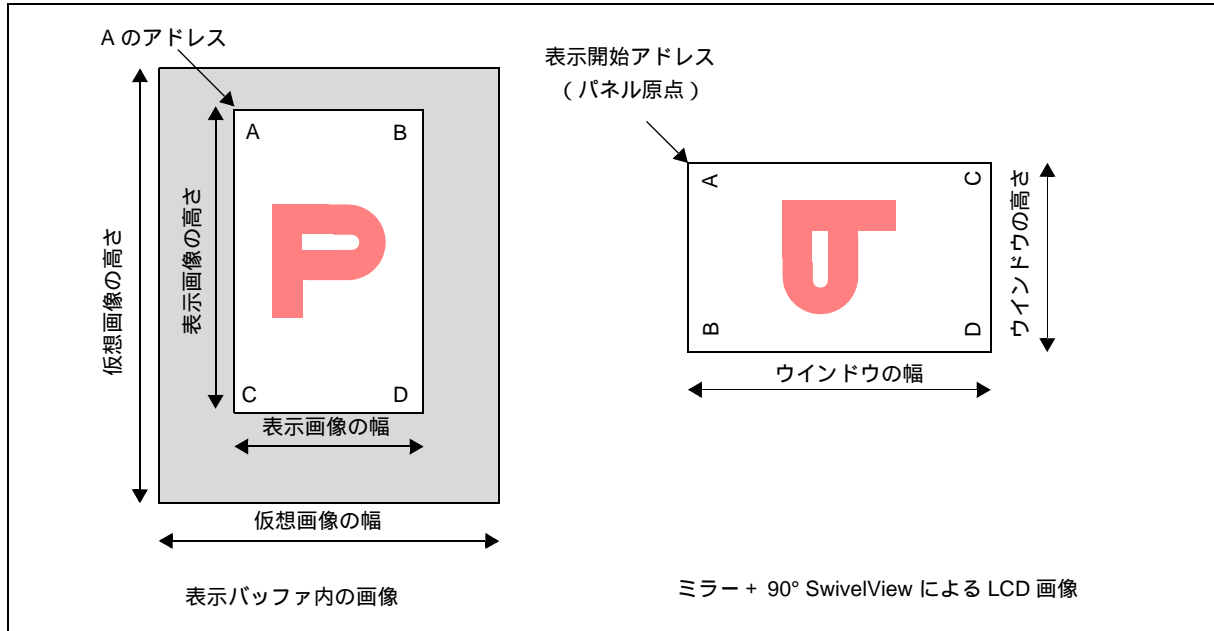 A のアドレス
A
B
C
D
仮想画像の高さ
表示画像の高さ
表示画像の幅
仮想画像の幅
表示バッファ内の画像
表示開始アドレス
（パネル原点）
A
C
B
D
ウインドウの高さ
ウインドウの幅
ミラー + 90° SwivelView による LCD 画像